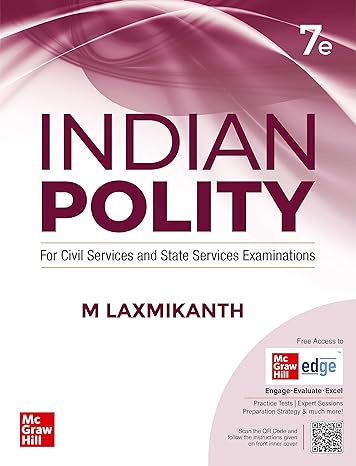 7e
INDIAN
POLITY
For Civil Services and State Services Examinations
M LAXMIKANTH
Free Access to
Mc
Graw
Hill
edge
Engage•Evaluate•Excel
Practice Tests | Expert Sessions
Preparation Strategy & much more!
Mc
Graw
Hill
Scan the QR Code and
follow the instructions given
on front inner cover